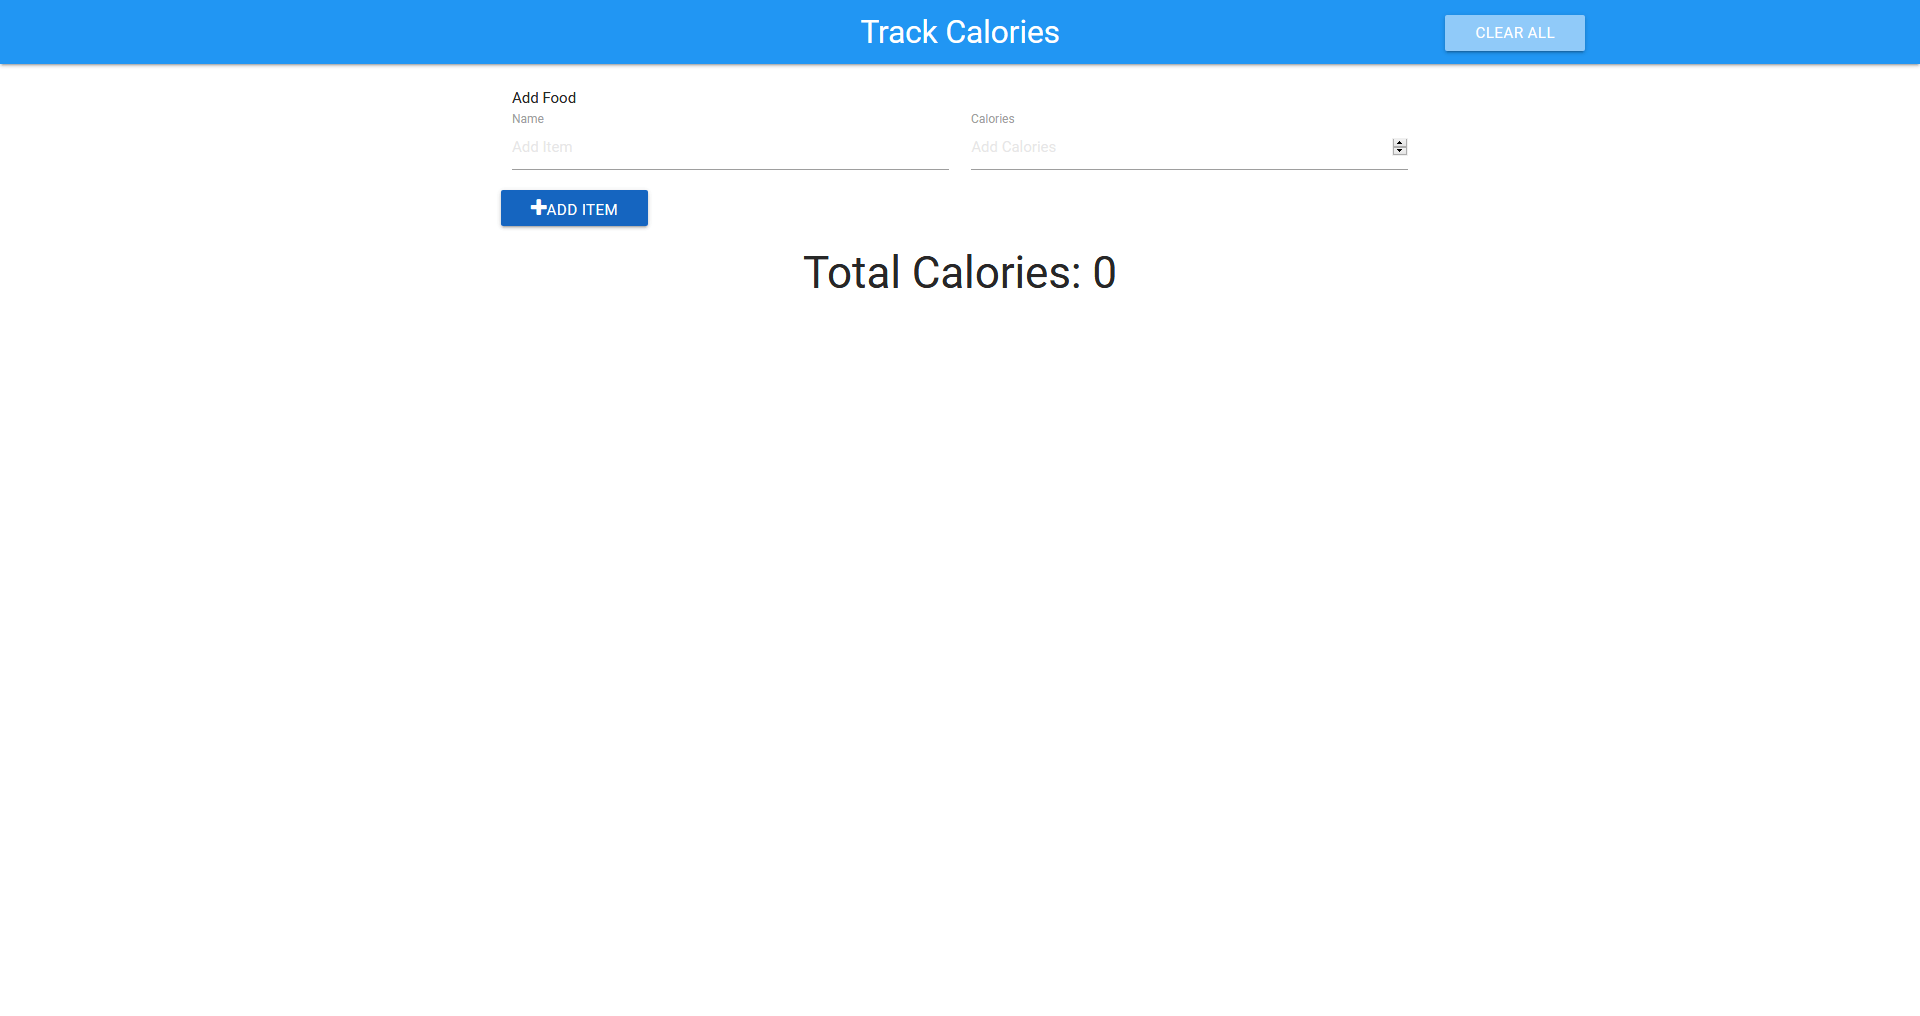 Track Calories
CLEAR ALL
Add Food
Name
Calories
Add Item
Add Calories
ADD ITEM
Total Calories: 0